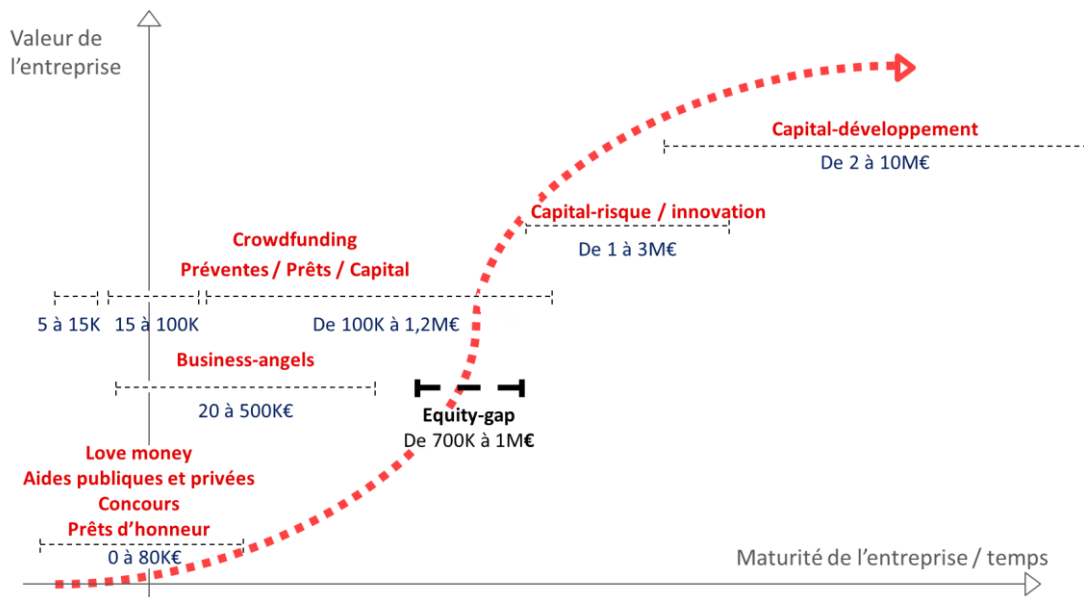 Valeur de
l’entreprise
Capital-développement
De 2 à 10M€
Capital-risque / innovation
De 1 à 3M€
Crowdfunding
Préventes / Prêts / Capital
5 à 15K
15 à 100K
De 100K à 1,2M€
Business-angels
20 à 500K€
Equity-gap
De 700K à 1M€
Love money
Aides publiques et privées
Concours
Prêts d’honneur
0 à 80K€
Maturité de l’entreprise / temps